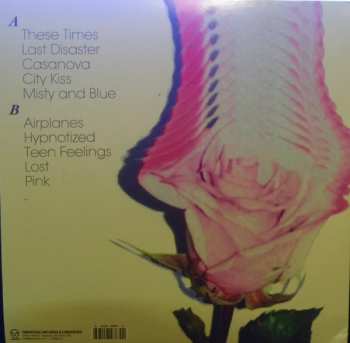 A
These Times
Last Disaster
Casanova
City Kiss
Misty and Blue
B
Airplanes
Hypnotized
Teen Feelings
Lost
Pink